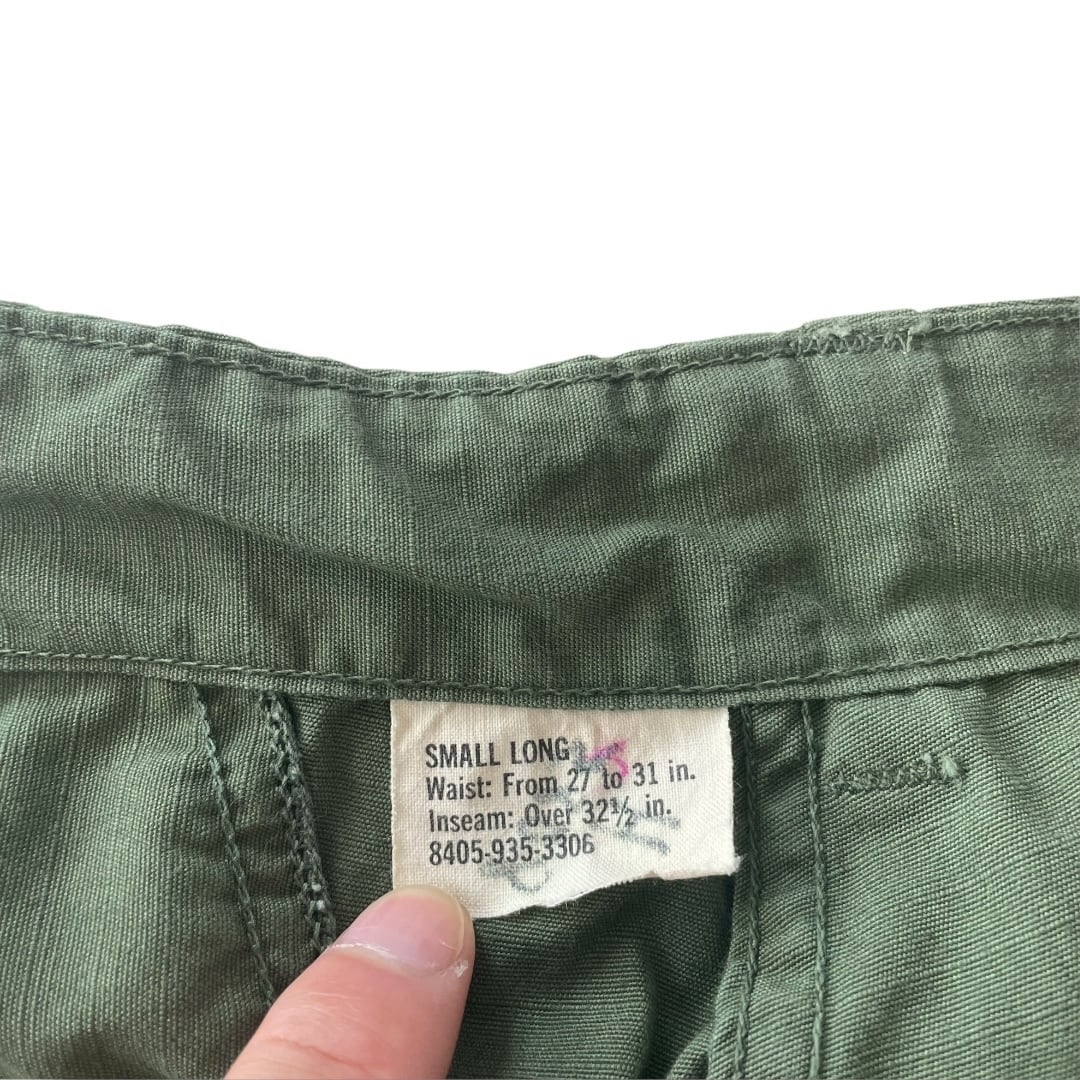 SMALL LONG
Waist: From 27 to 31 in.
Inseam: Over 32½ in.
8405-935-3306